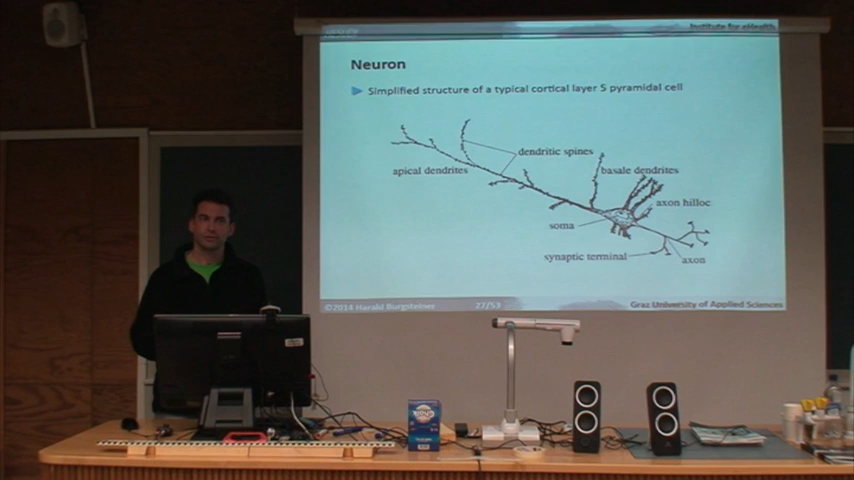 Institute for eHealth
Neuron
Simplified structure of a typical cortical layer 5 pyramidal cell
dendritic spines
apical dendrites
basale dendrites
axon hilloc
soma
synaptic terminal
axon
©2014 Harald Burgsteiner
27/53
Graz University of Applied Sciences